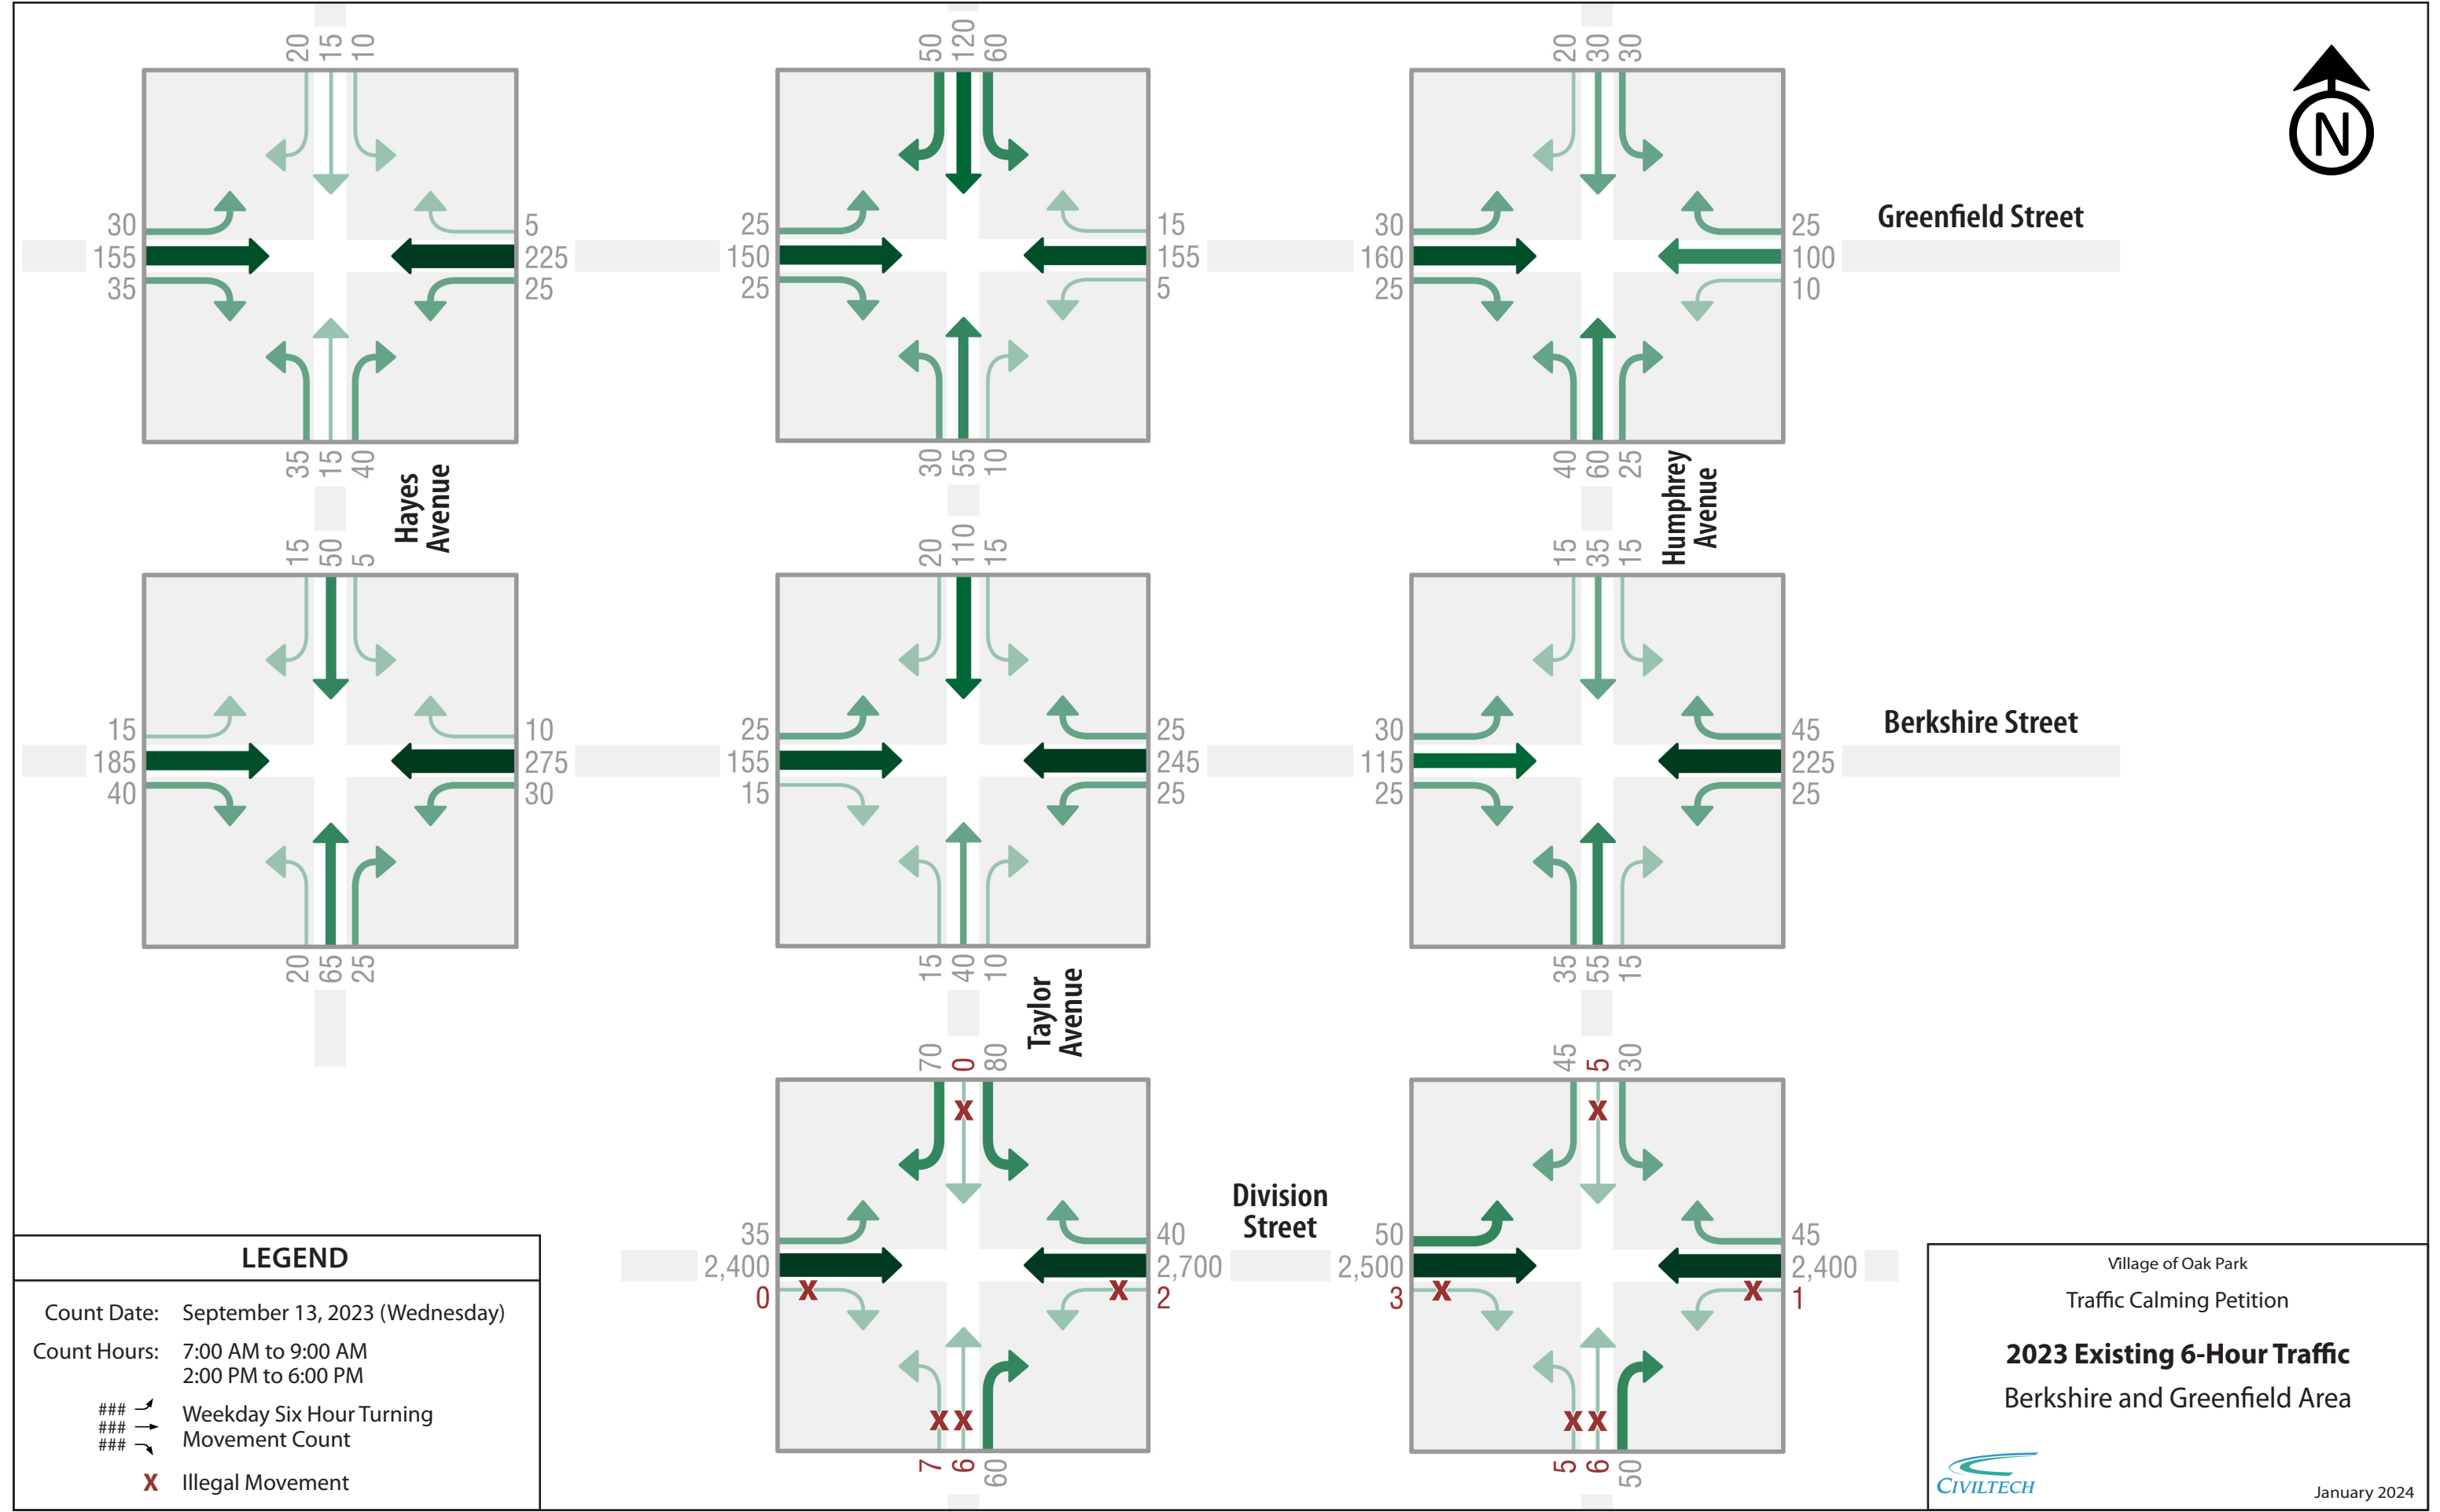 20 15 10
50 120 60
20 30 30
30
155
35
5
225
25
25
150
25
15
155
5
30
160
25
25
100
10
Greenfield Street
N
35 15 40
30 55 10
40 60 25
Hayes
Avenue
Humphrey
Avenue
15 50 5
20 110 15
15 35 15
15
185
40
10
275
30
25
155
15
25
245
25
30
115
25
45
225
25
Berkshire Street
20 65 25
15 40 10
35 55 15
Taylor
Avenue
70 0 80
45 5 30
X
X
35
2,400
0
X
X
40
2,700
2
Division
Street
50
2,500
3
X
X
45
2,400
1
X X
X X
7 6 60
5 6 50
LEGEND
Count Date: September 13, 2023 (Wednesday)
Count Hours: 7:00 AM to 9:00 AM
2:00 PM to 6:00 PM
###
###
###
Weekday Six Hour Turning
Movement Count
X Illegal Movement
Village of Oak Park
Traffic Calming Petition
2023 Existing 6-Hour Traffic
Berkshire and Greenfield Area
CIVILTECH
January 2024